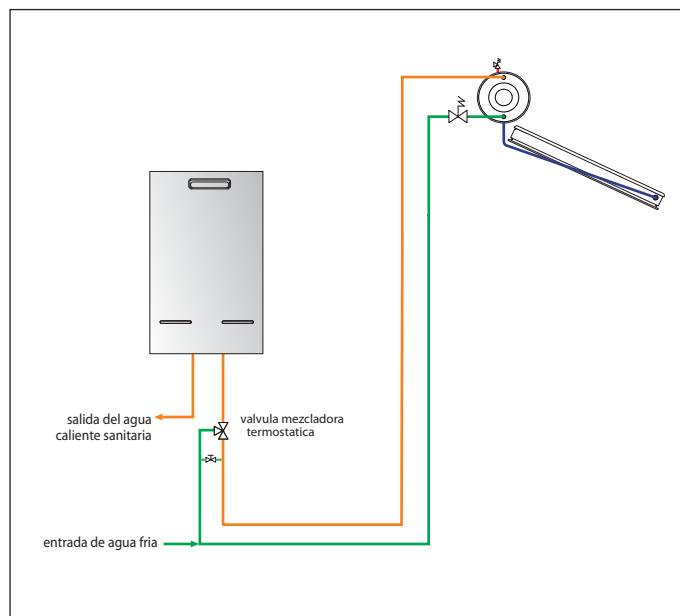 salida del agua
caliente sanitaria
valvula mezcladora
termostatica
entrada de agua fria